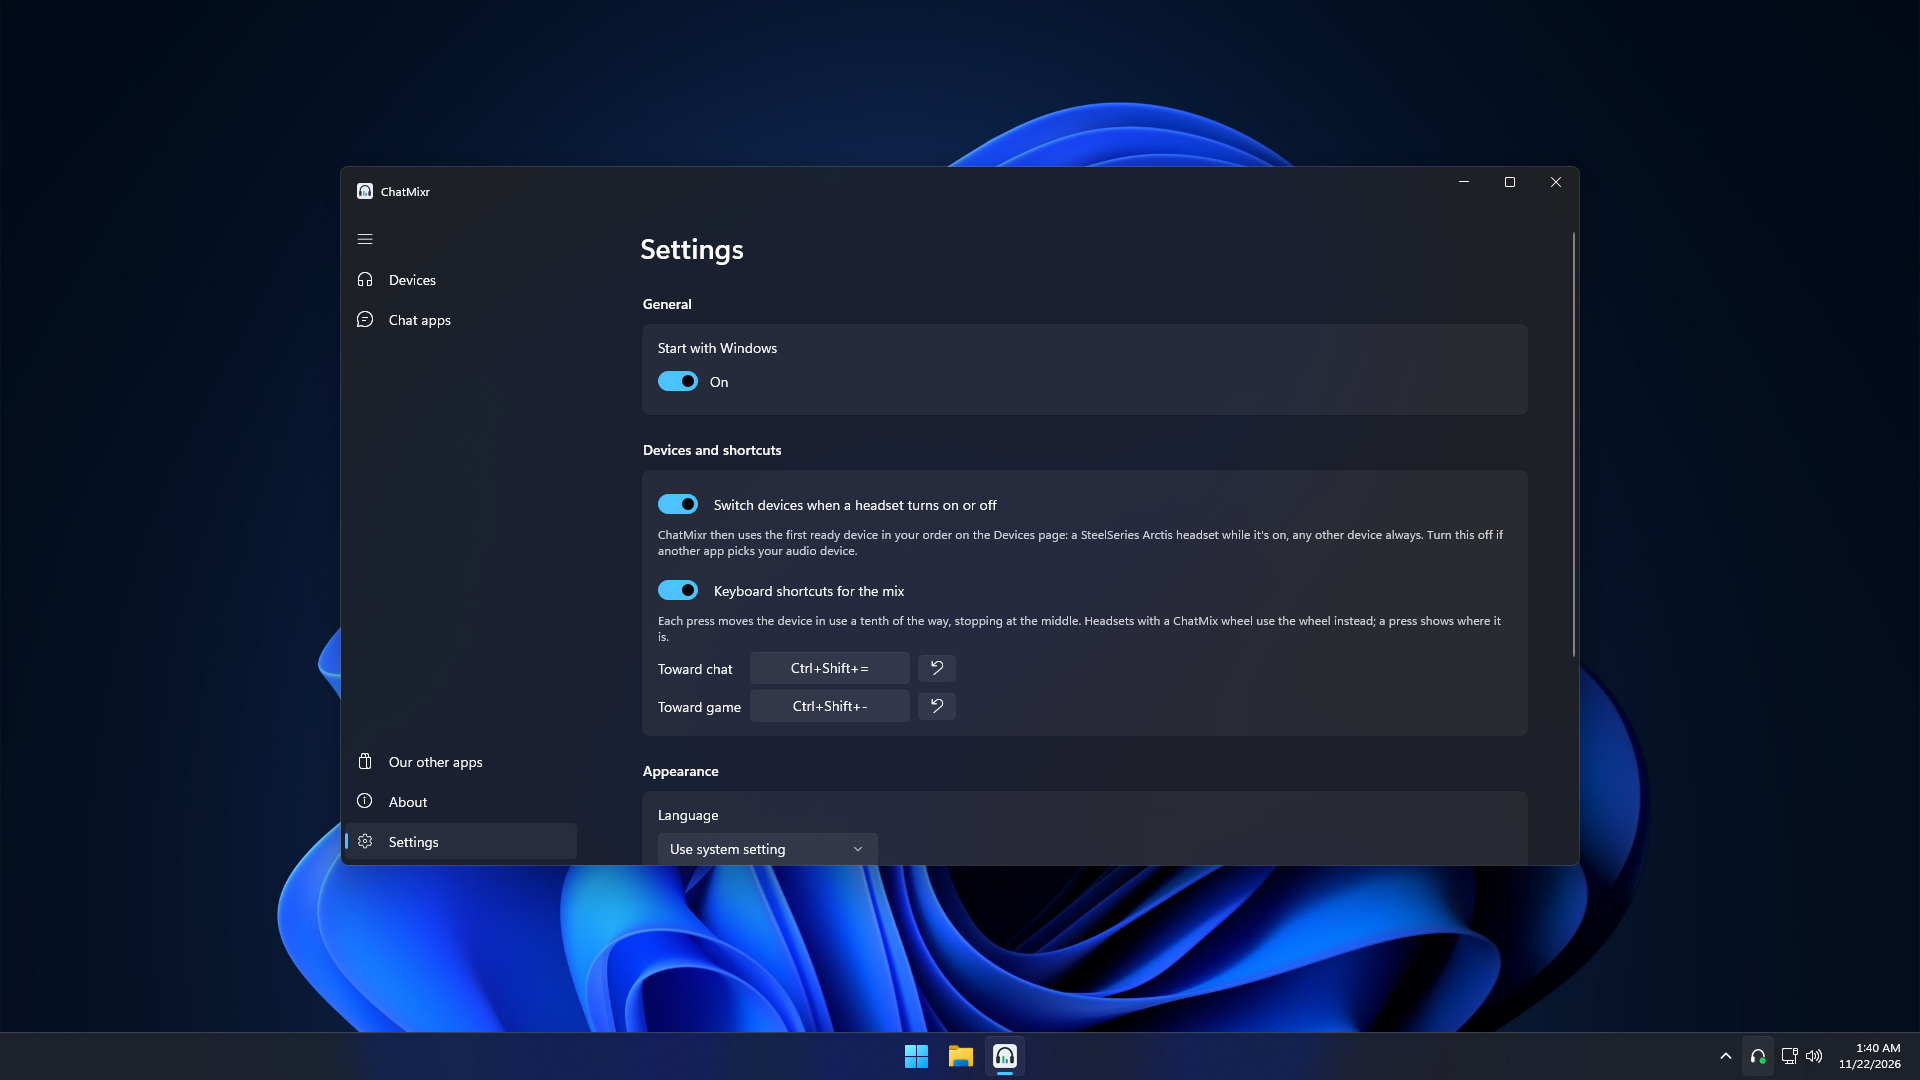 ChatMixr
Settings
Devices
Chat apps
General
Start with Windows
On
Devices and shortcuts
Switch devices when a headset turns on or off
ChatMixr then uses the first ready device in your order on the Devices page: a SteelSeries Arctis headset while it's on, any other device always. Turn this off if
another app picks your audio device.
Keyboard shortcuts for the mix
Each press moves the device in use a tenth of the way, stopping at the middle. Headsets with a ChatMix wheel use the wheel instead; a press shows where it
is.
Toward chat Ctrl+Shift+=
Toward game Ctrl+Shift+-
Appearance
Language
Use system setting
Our other apps
About
Settings
1:40 AM
11/22/2026